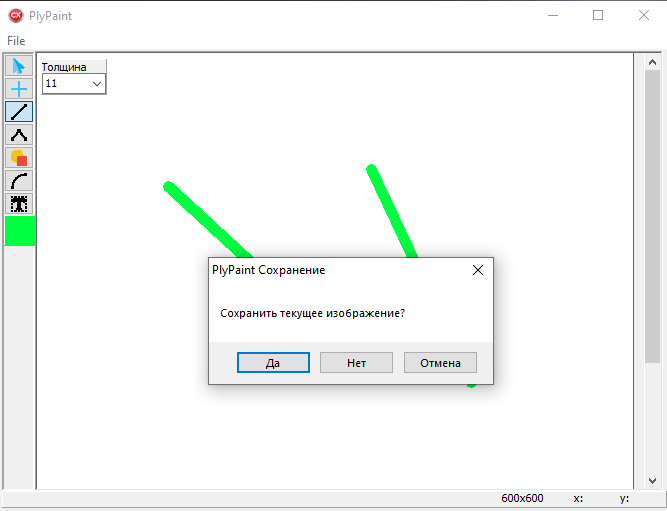 PlyPaint
File
Толщина
11
PlyPaint Сохранение
Сохранить текущее изображение?
Да
Нет
Отмена
600x600 x: y: